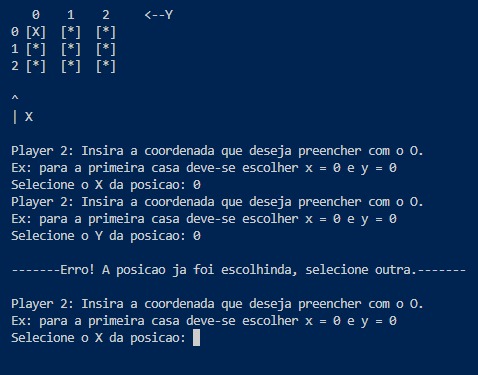 0 1 2 <--Y
0 [X] [*] [*]
1 [*] [*] [*]
2 [*] [*] [*]
^
| X
Player 2: Insira a coordenada que deseja preencher com o O.
Ex: para a primeira casa deve-se escolher x = 0 e y = 0
Selecione o X da posicao: 0
Player 2: Insira a coordenada que deseja preencher com o O.
Ex: para a primeira casa deve-se escolher x = 0 e y = 0
Selecione o Y da posicao: 0
-------Erro! A posicao ja foi escolhinda, selecione outra.-------
Player 2: Insira a coordenada que deseja preencher com o O.
Ex: para a primeira casa deve-se escolher x = 0 e y = 0
Selecione o X da posicao: